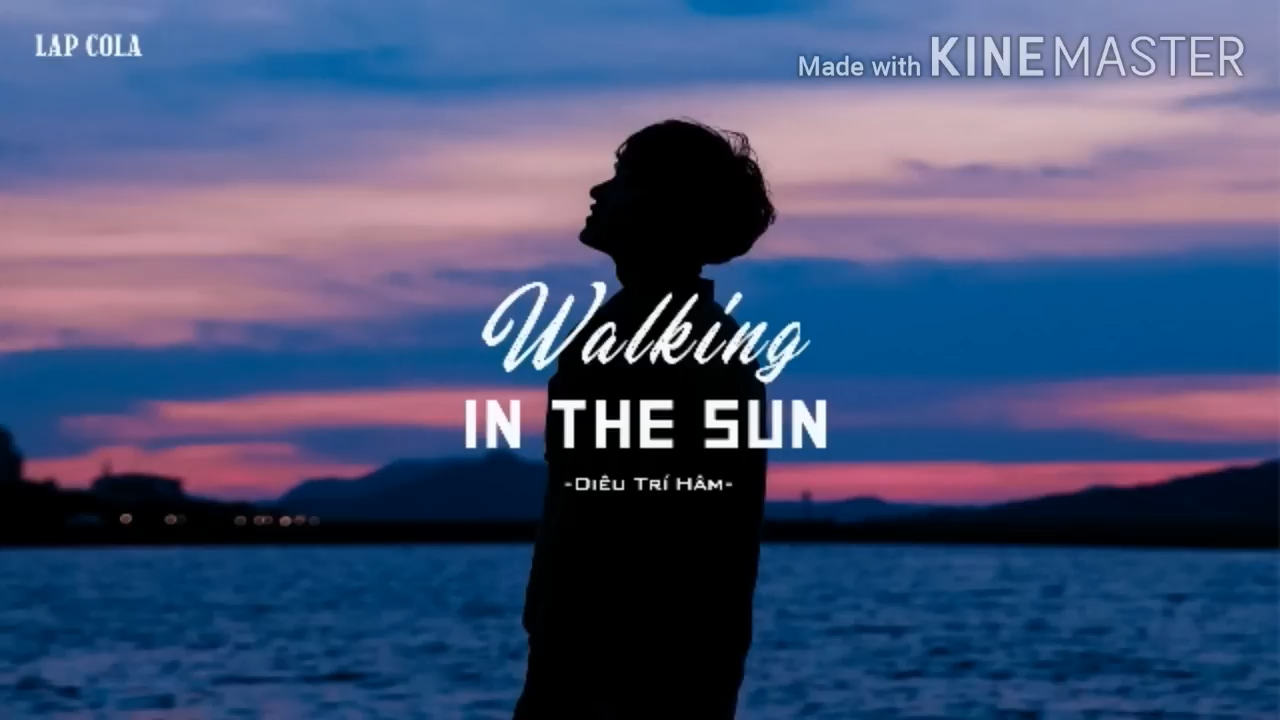 LAP COLA
Made with KINEMASTER
Walking
IN THE SUN
-DIÊU TRÍ HÂM-